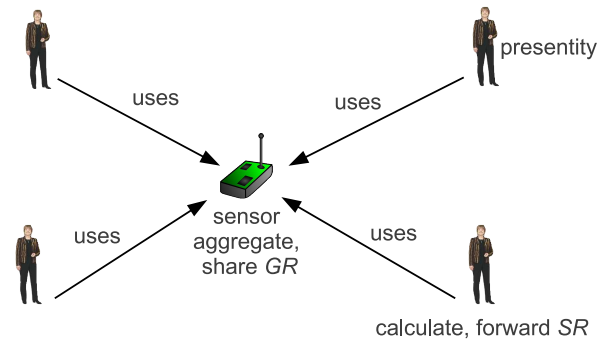 presentity
uses
uses
sensor
aggregate,
share GR
uses
uses
calculate, forward SR